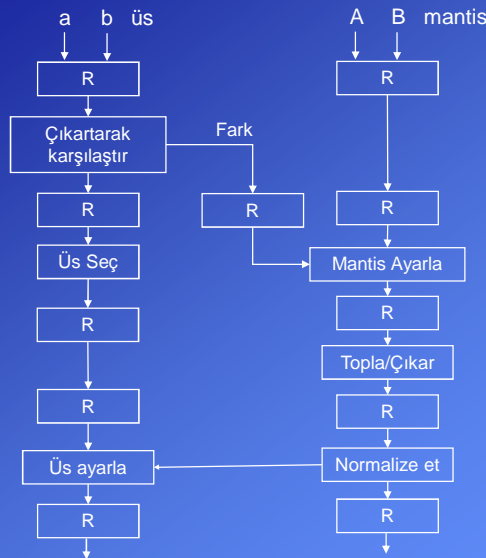 a b üs
A B mantis
R
R
Çıkartarak
karşılaştır
Fark
R
R
R
Üs Seç
Mantis Ayarla
R
R
Topla/Çıkar
R
R
Üs ayarla
Normalize et
R
R